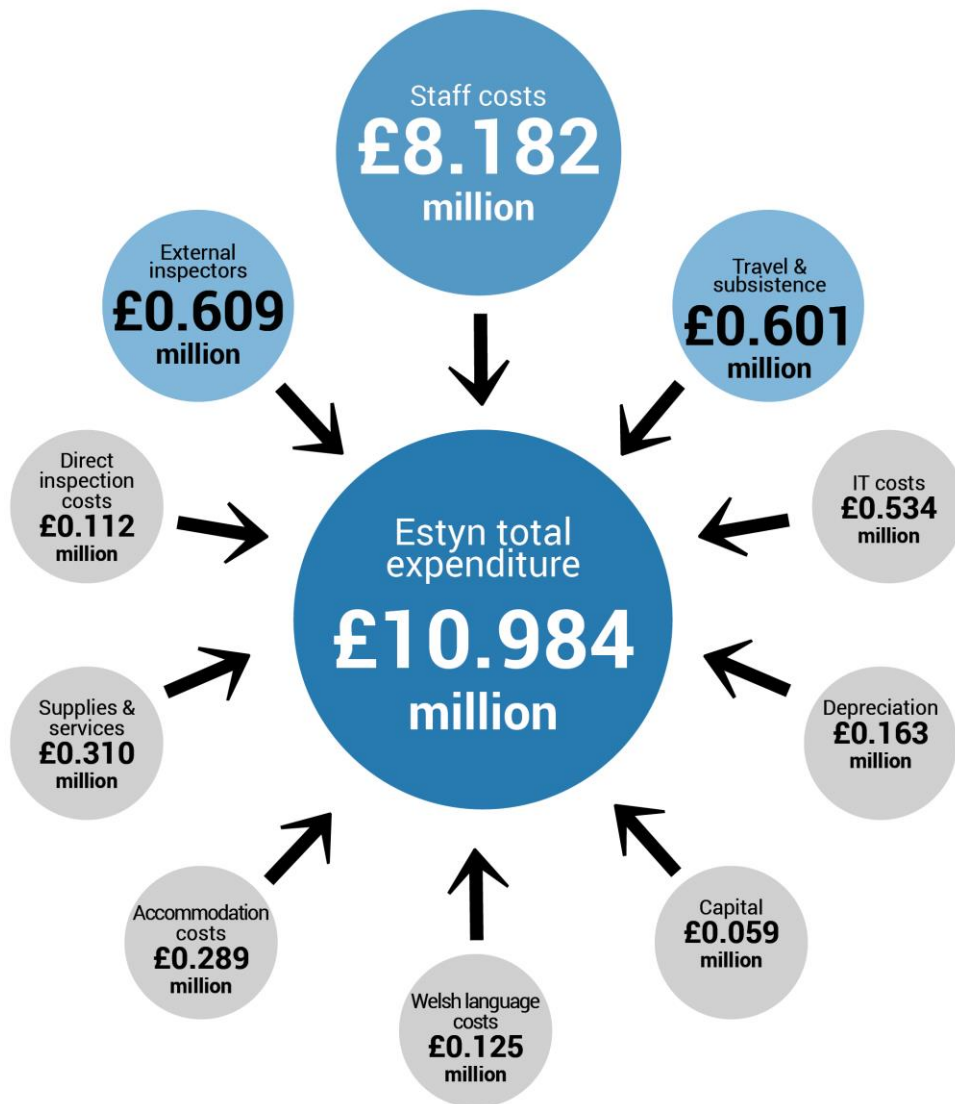 Staff costs
£8.182
million
External
inspectors
£0.609
million
Travel &
subsistence
£0.601
million
Direct
inspection
costs
£0.112
million
Estyn total
expenditure
£10.984
million
IT costs
£0.534
million
Supplies &
services
£0.310
million
Depreciation
£0.163
million
Accommodation
costs
£0.289
million
Welsh language
costs
£0.125
million
Capital
£0.059
million